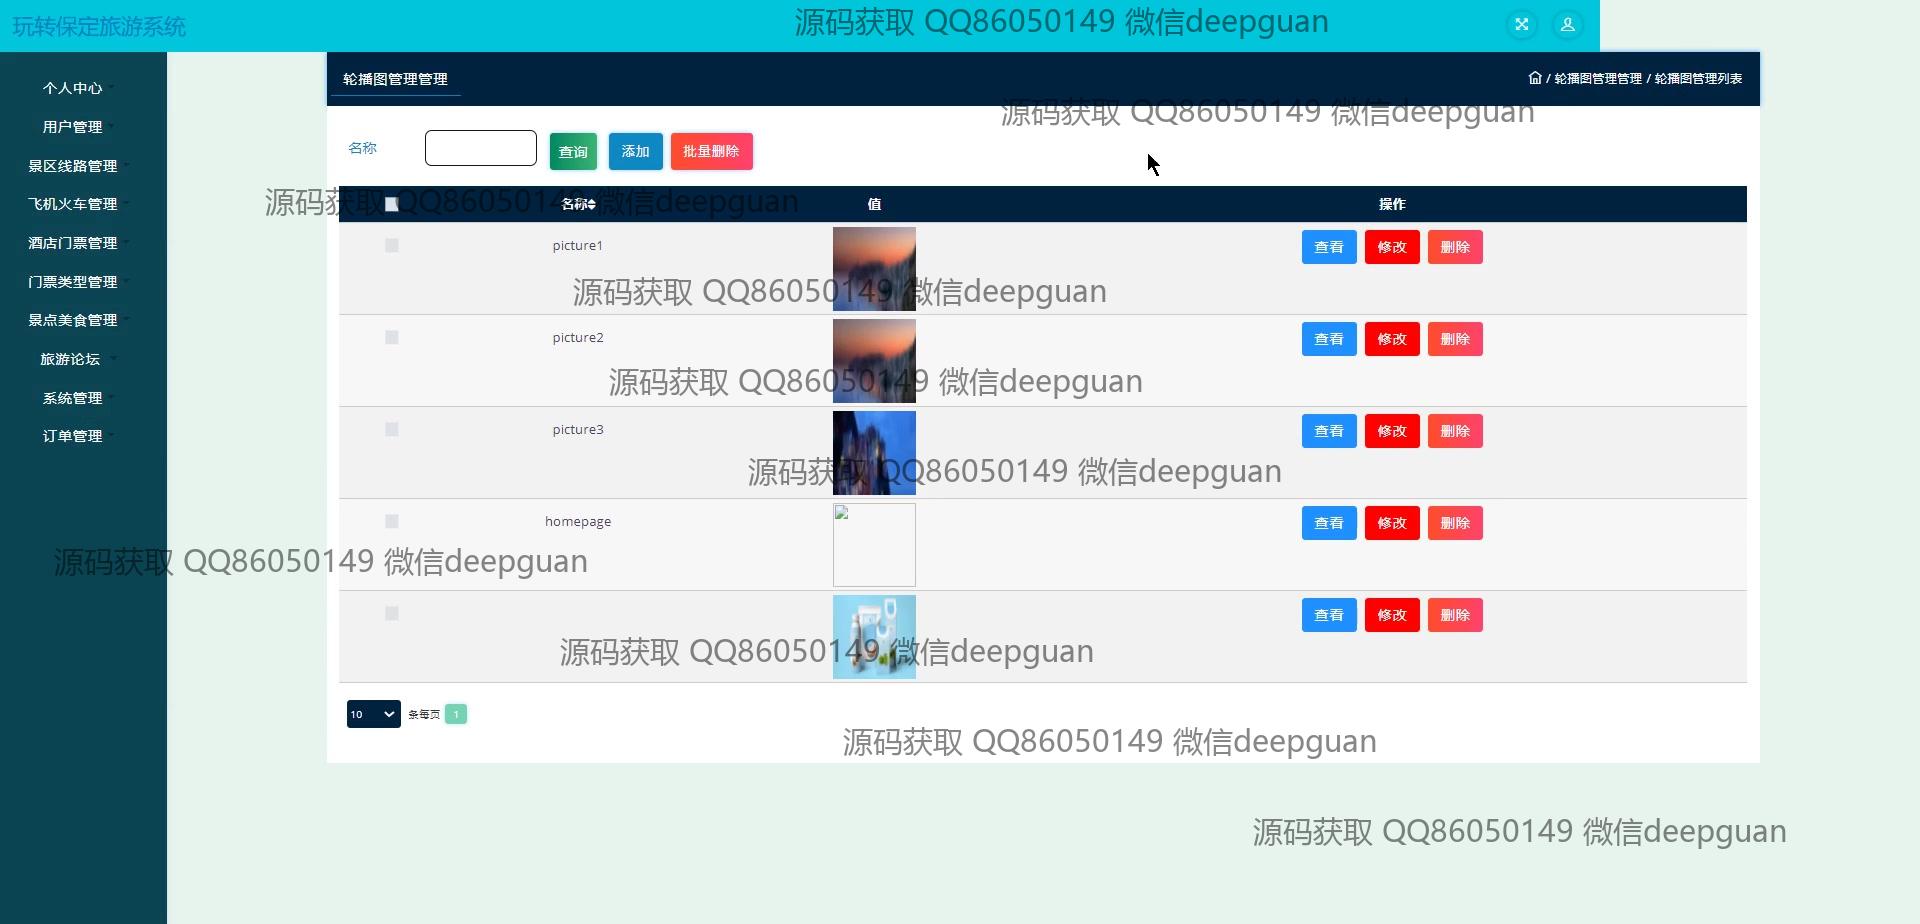 玩转保定旅游系统
源码获取 QQ86050149 微信deepguan
个人中心
用户管理
景区线路管理
飞机火车管理
酒店门票管理
门票类型管理
景点美食管理
旅游论坛
系统管理
订单管理
轮播图管理管理
/ 轮播图管理管理 / 轮播图管理列表
源码获取 QQ86050149 微信deepguan
名称
查询
添加
批量删除
源码获取 QQ86050149 微信deepguan
名称
值
操作
picture1
查看
修改
删除
源码获取 QQ86050149 微信deepguan
picture2
查看
修改
删除
源码获取 QQ86050149 微信deepguan
picture3
查看
修改
删除
源码获取 QQ86050149 微信deepguan
homepage
查看
修改
删除
源码获取 QQ86050149 微信deepguan
查看
修改
删除
源码获取 QQ86050149 微信deepguan
10
条每页
1
源码获取 QQ86050149 微信deepguan
源码获取 QQ86050149 微信deepguan